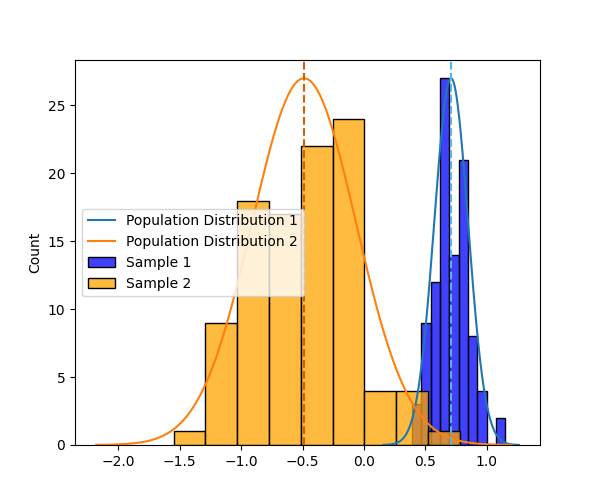 25
20
15
10
5
0
Count
Population Distribution 1
Population Distribution 2
Sample 1
Sample 2
−2.0 −1.5 −1.0 −0.5 0.0 0.5 1.0